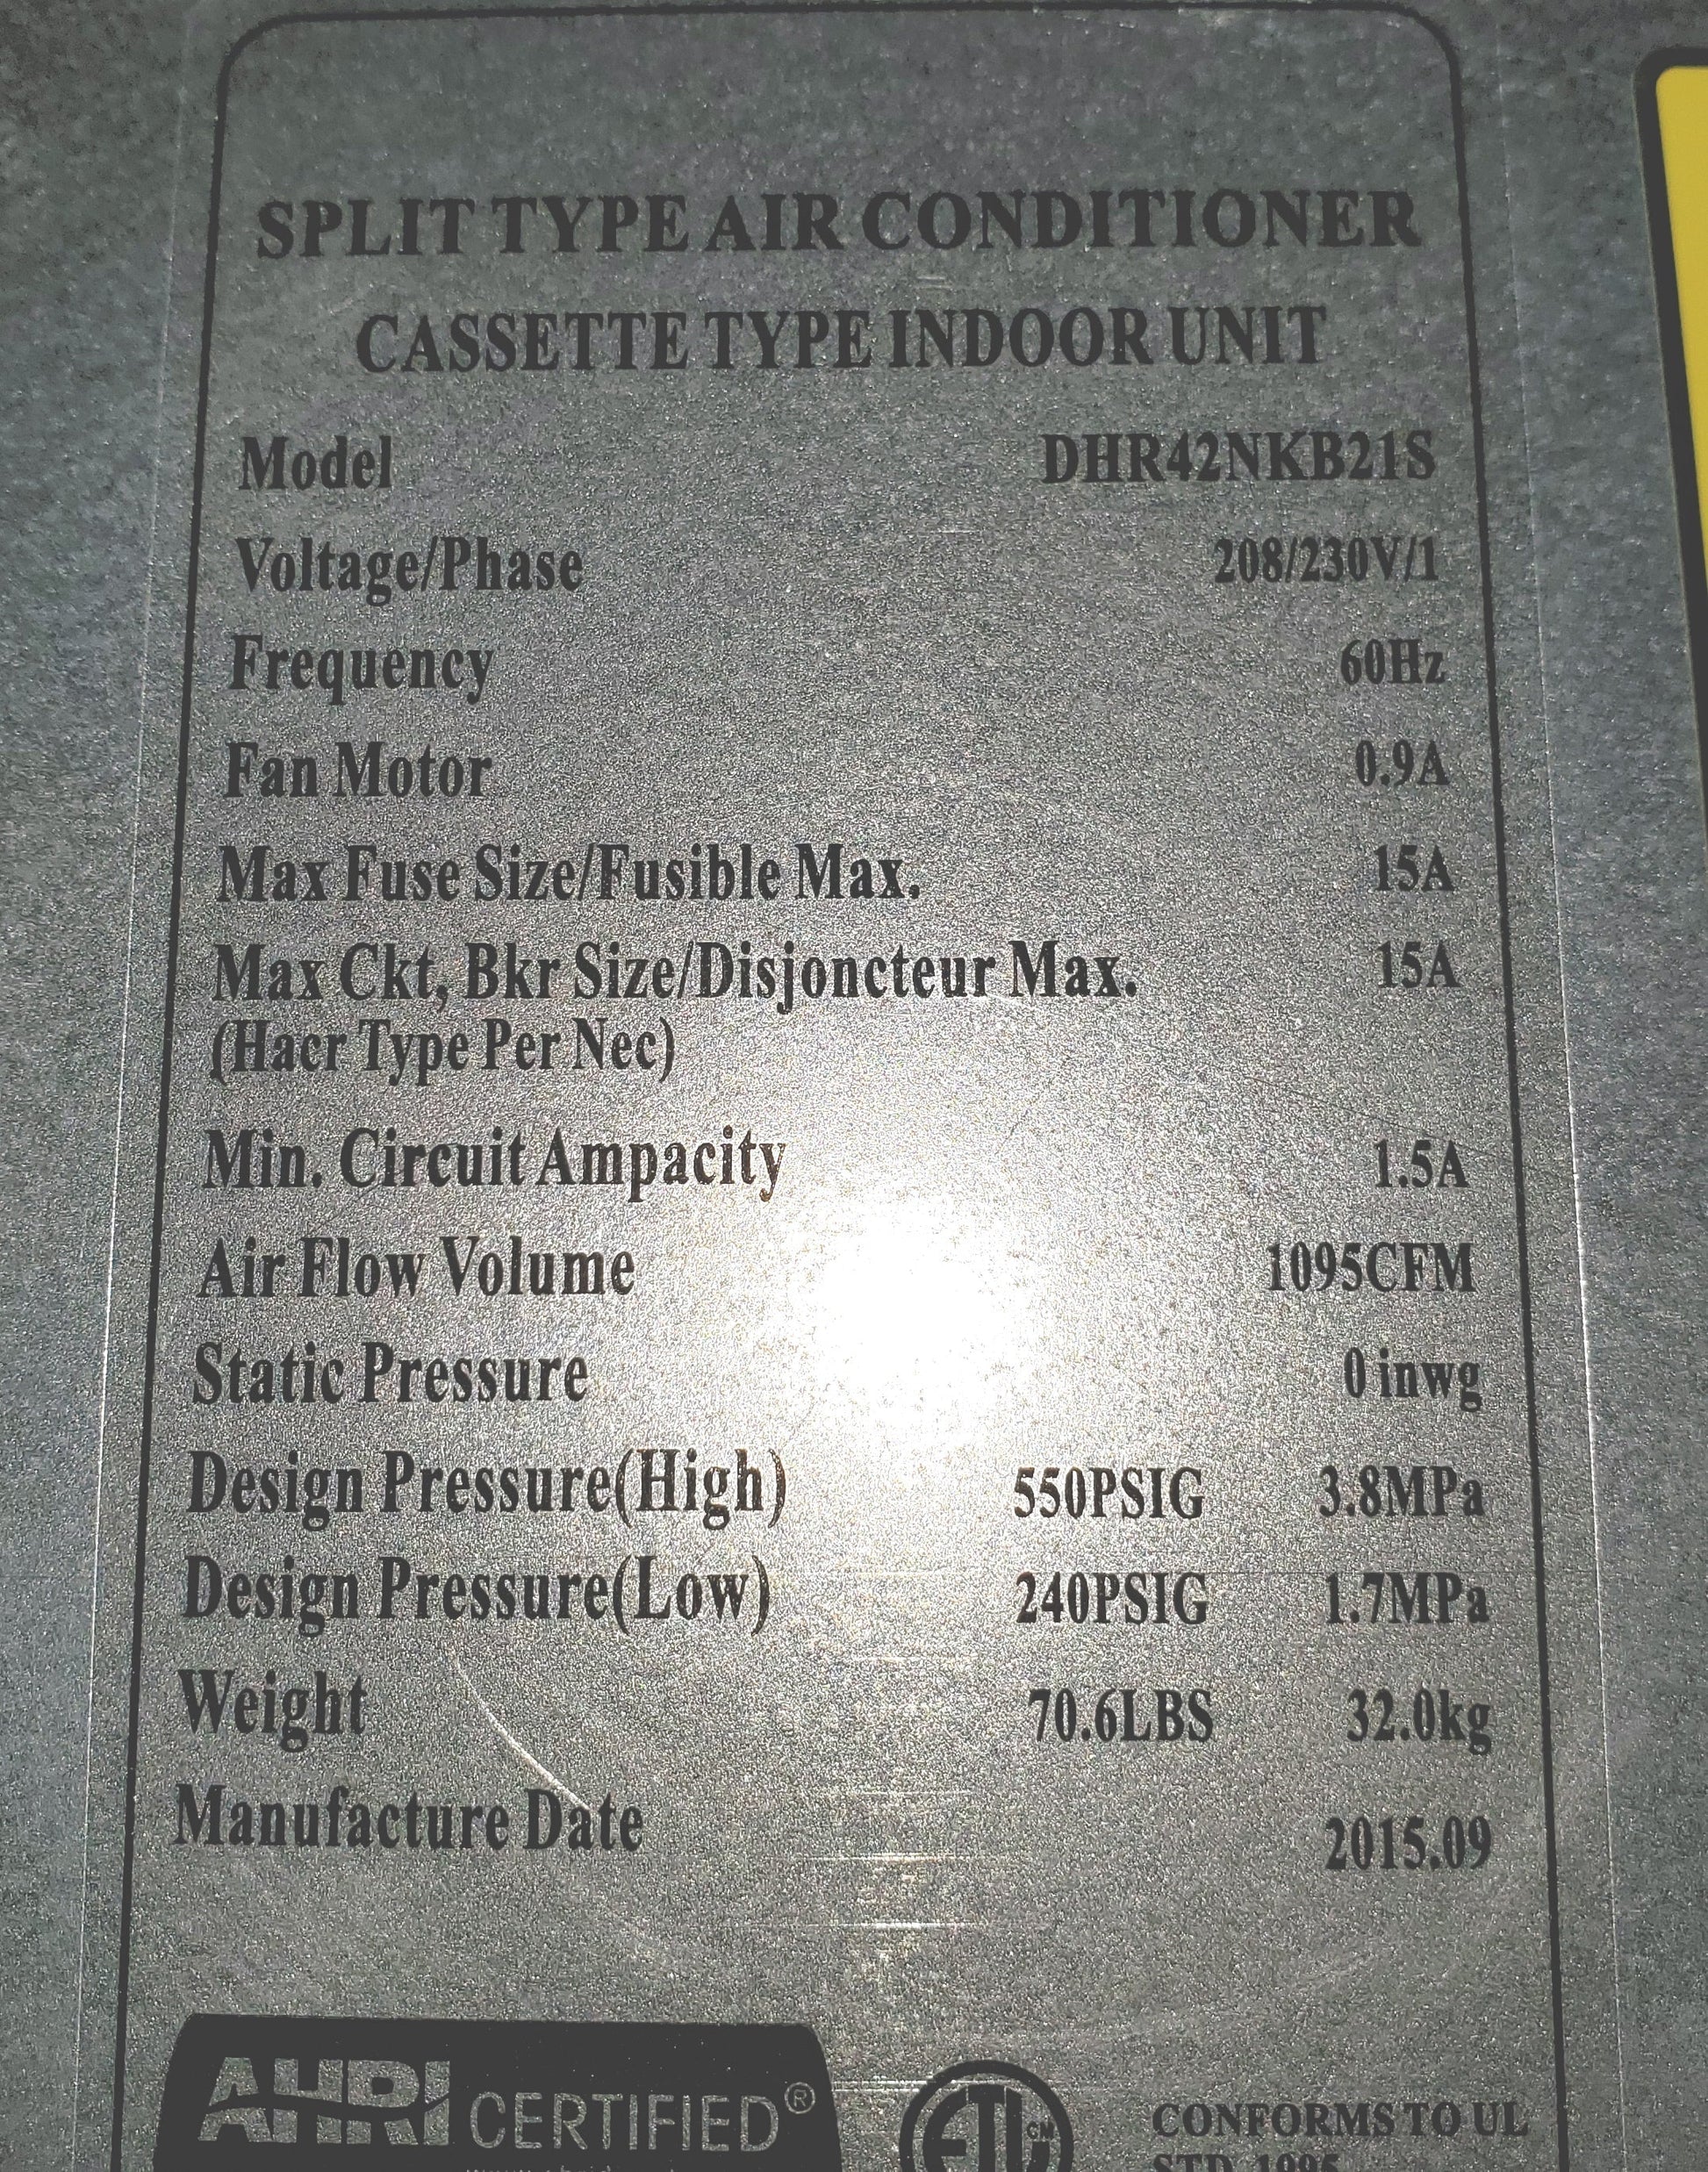 SPLIT TYPE AIR CONDITIONER
CASSETTE TYPE INDOOR UNIT
Model DHR42NKB21S
Voltage/Phase 208/230V/1
Frequency 60Hz
Fan Motor 0.9A
Max Fuse Size/Fusible Max. 15A
Max Ckt, Bkr Size/Disjoncteur Max. 15A
(Hacr Type Per Nec)
Min. Circuit Ampacity 1.5A
Air Flow Volume 1095CFM
Static Pressure 0 inwg
Design Pressure(High) 550PSIG 3.8MPa
Design Pressure(Low) 240PSIG 1.7MPa
Weight 70.6LBS 32.0kg
Manufacture Date 2015.09
AHRI CERTIFIED®
ETL CM
CONFORMS TO UL
STD. 1995